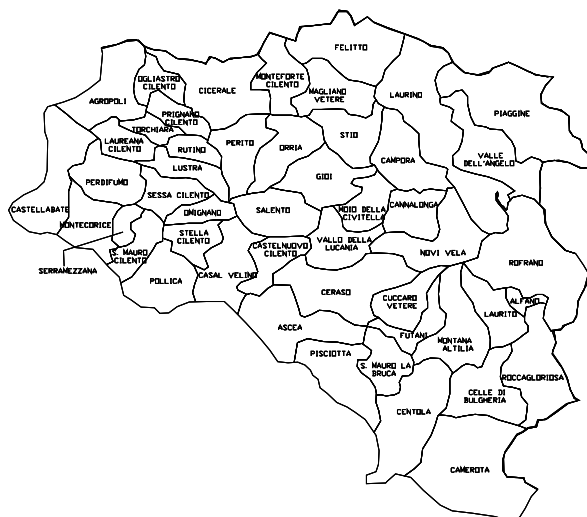 FELITTO
OGLIASTRO
CILENTO
CICERALE
MONTEFORTE
CILENTO
MAGLIANO
VETERE
LAURINO
AGROPOLI
PRIGNANO
CILENTO
PIAGGINE
TORCHIARA
LAUREANA
CILENTO
RUTINO
PERITO
ORRIA
STIO
CAMPORA
VALLE
DELL'ANGELO
LUSTRA
GIOI
PERDIFUMO
SESSA CILENTO
CASTELLABATE
OMIGNANO
SALENTO
MOIO DELLA
CIVITELLA
CANNALONGA
MONTECORICE
STELLA
CILENTO
CASTELNUOVO
CILENTO
VALLO DELLA
LUCANIA
NOVI VELA
S. MAURO
CILENTO
ROFRANO
SERRAMEZZANA
POLLICA
CASAL VELINO
CERASO
CUCCARO
VETERE
ALFANO
LAURITO
ASCEA
FUTANI
MONTANA
ALTILIA
PISCIOTTA
S. MAURO LA
BRUCA
ROCCAGLORIOSA
CELLE DI
BULGHERIA
CENTOLA
CAMEROTA